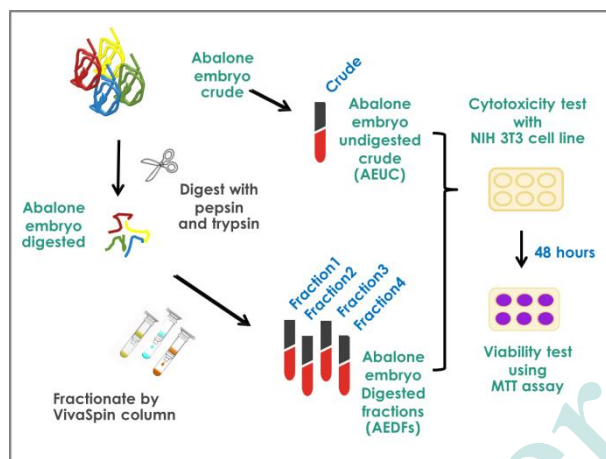 Abalone
embryo
crude
Crude
Abalone
embryo
undigested
crude
(AEUC)
Cytotoxicity test
with
NIH 3T3 cell line
Digest with
pepsin
and trypsin
Abalone
embryo
digested
48 hours
Fraction1
Fraction2
Fraction3
Fraction4
Viability test
using
MTT assay
Abalone
embryo
Digested
fractions
(AEDFs)
Fractionate by
VivaSpin column